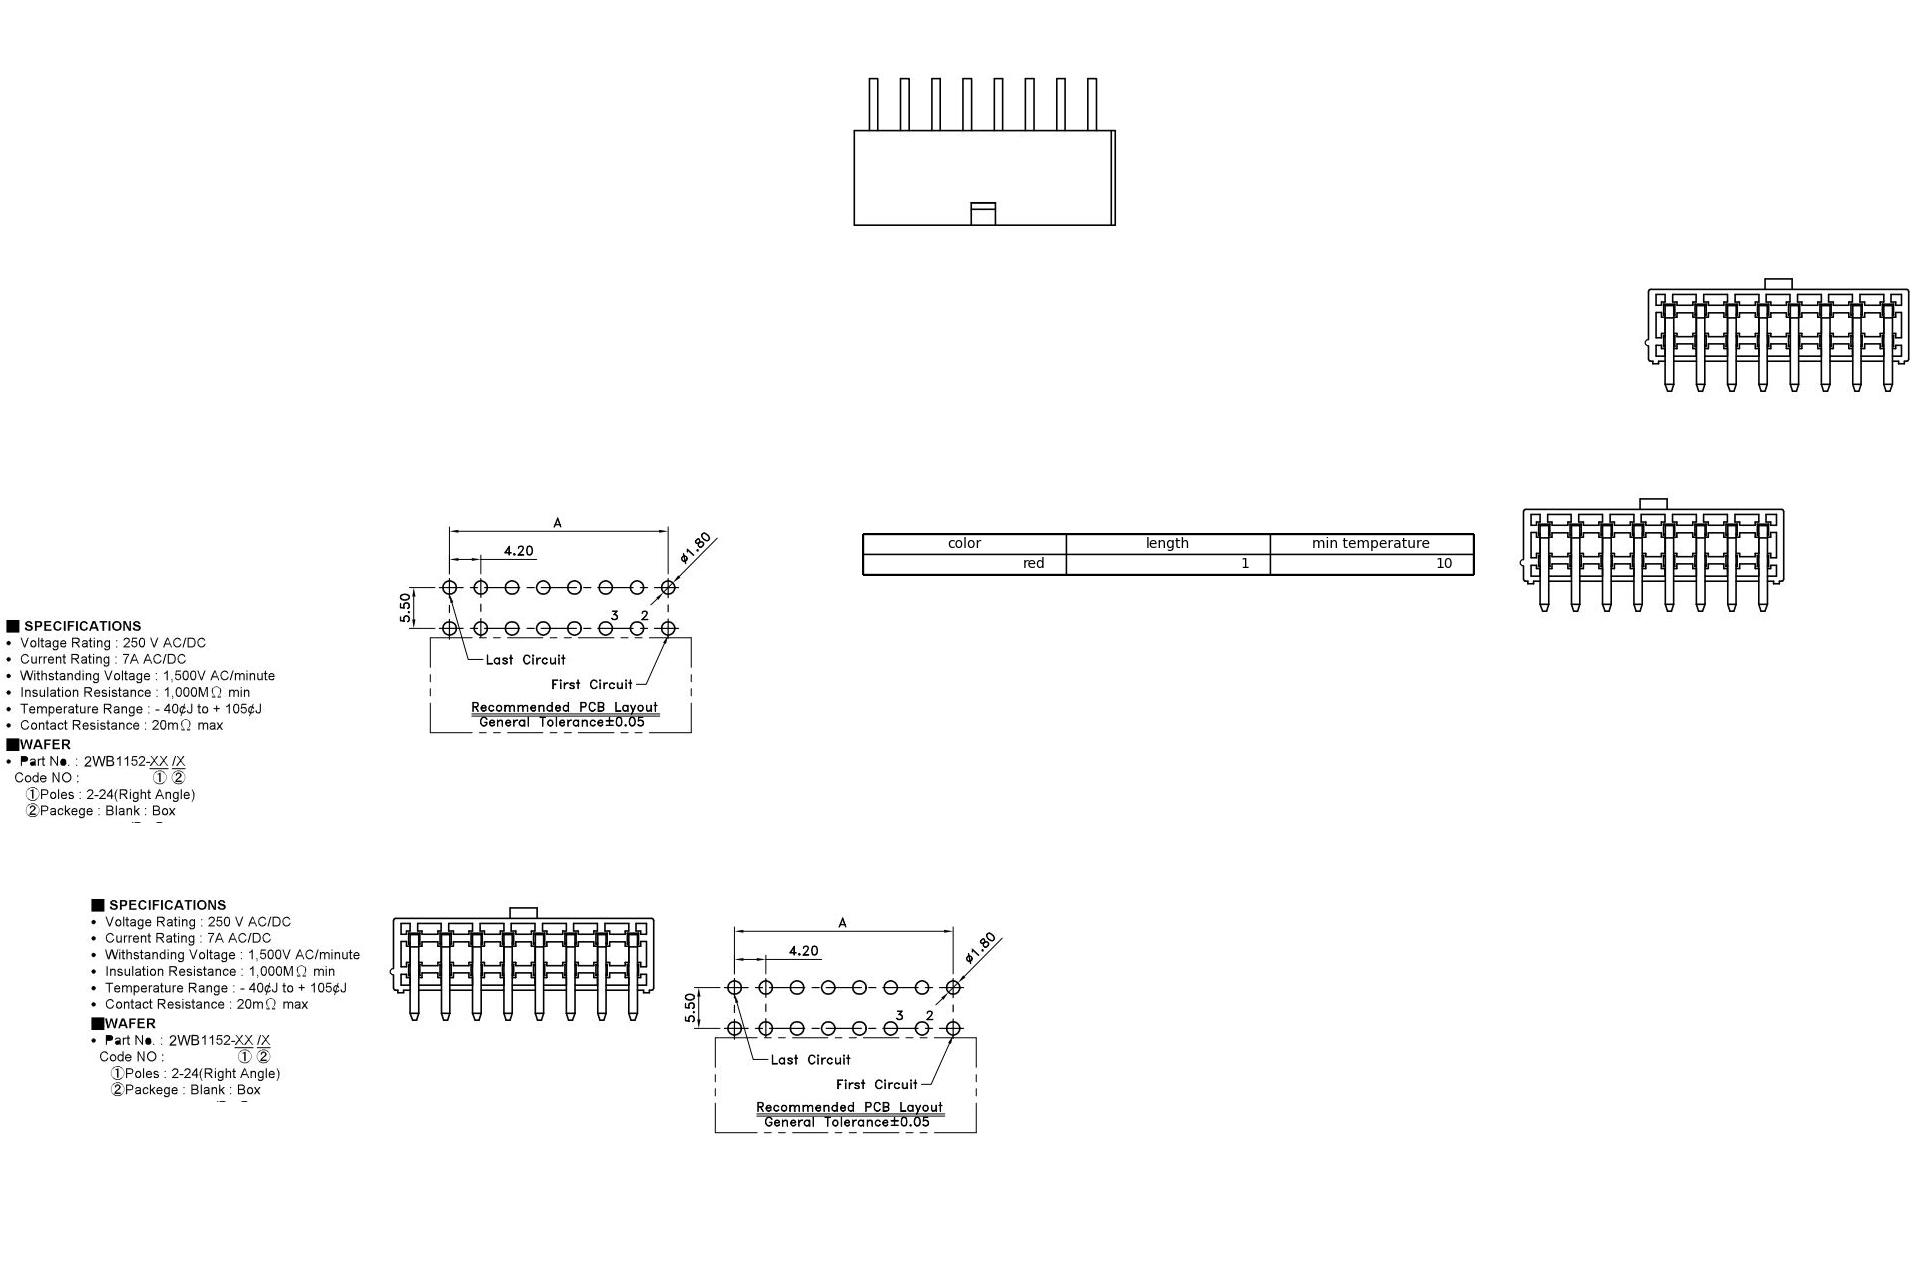 A
4.20
ø1.80
5.50
3 2
Last Circuit
First Circuit
Recommended PCB Layout
General Tolerance±0.05
color length min temperature
red 1 10
■ SPECIFICATIONS
• Voltage Rating : 250 V AC/DC
• Current Rating : 7A AC/DC
• Withstanding Voltage : 1,500V AC/minute
• Insulation Resistance : 1,000MΩ min
• Temperature Range : - 40¢J to + 105¢J
• Contact Resistance : 20mΩ max
■WAFER
• Part No. : 2WB1152-XX /X
Code NO : ① ②
①Poles : 2-24(Right Angle)
②Packege : Blank : Box
■ SPECIFICATIONS
• Voltage Rating : 250 V AC/DC
• Current Rating : 7A AC/DC
• Withstanding Voltage : 1,500V AC/minute
• Insulation Resistance : 1,000MΩ min
• Temperature Range : - 40¢J to + 105¢J
• Contact Resistance : 20mΩ max
■WAFER
• Part No. : 2WB1152-XX /X
Code NO : ① ②
①Poles : 2-24(Right Angle)
②Packege : Blank : Box
A
4.20
ø1.80
5.50
3 2
Last Circuit
First Circuit
Recommended PCB Layout
General Tolerance±0.05